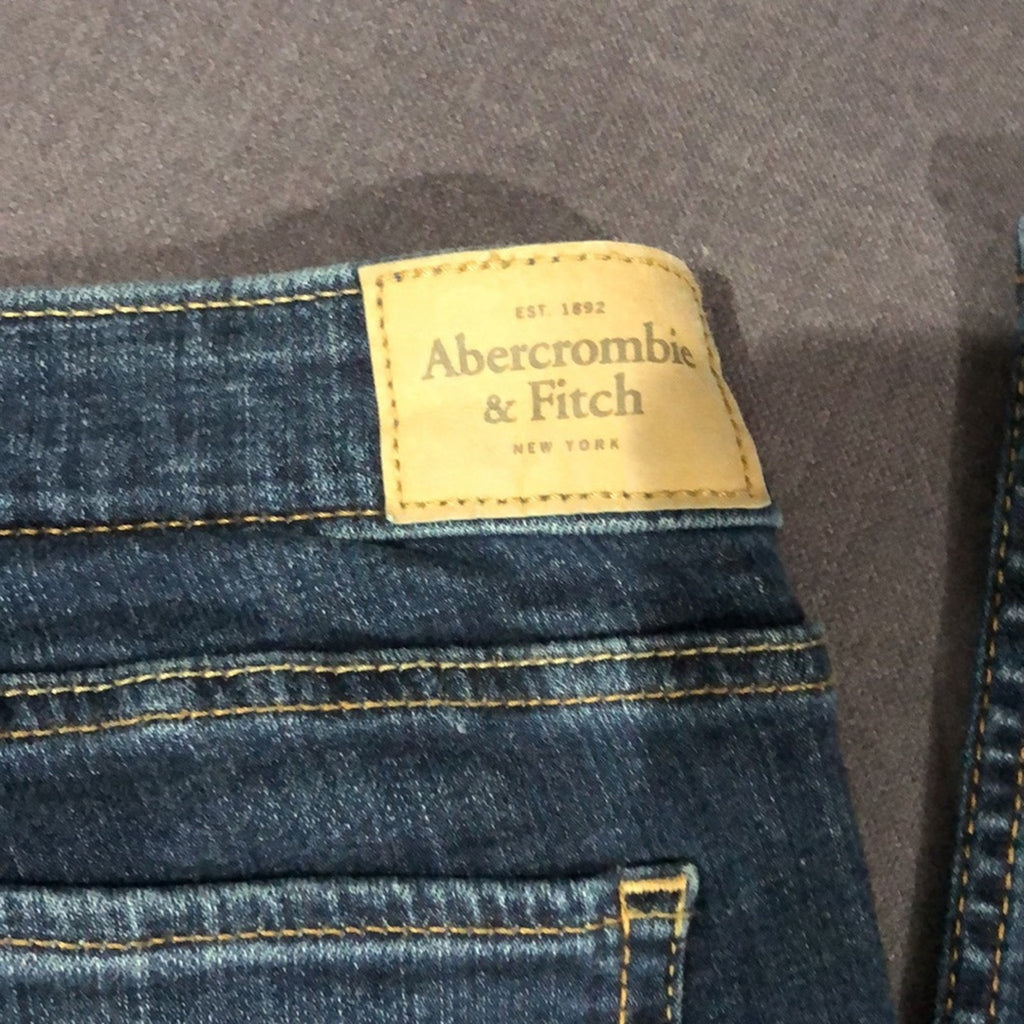 EST. 1892
Abercrombie
& Fitch
NEW YORK